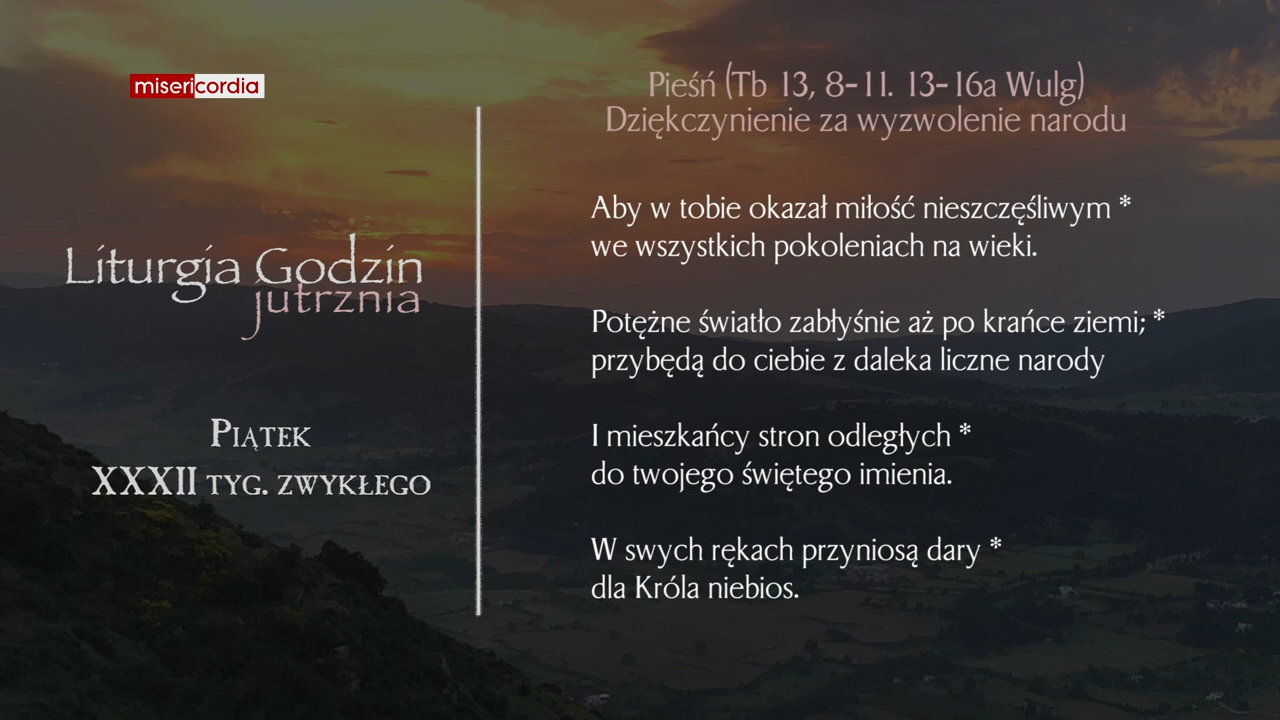 misericordia
Liturgia Godzin
jutrznia
Piątek
XXXII tyg. zwykłego
Pieśń (Tb 13, 8-11. 13-16a Wulg)
Dziękczynienie za wyzwolenie narodu
Aby w tobie okazał miłość nieszczęśliwym *
we wszystkich pokoleniach na wieki.
Potężne światło zabłyśnie aż po krańce ziemi; *
przybędą do ciebie z daleka liczne narody
I mieszkańcy stron odległych *
do twojego świętego imienia.
W swych rękach przyniosą dary *
dla Króla niebios.